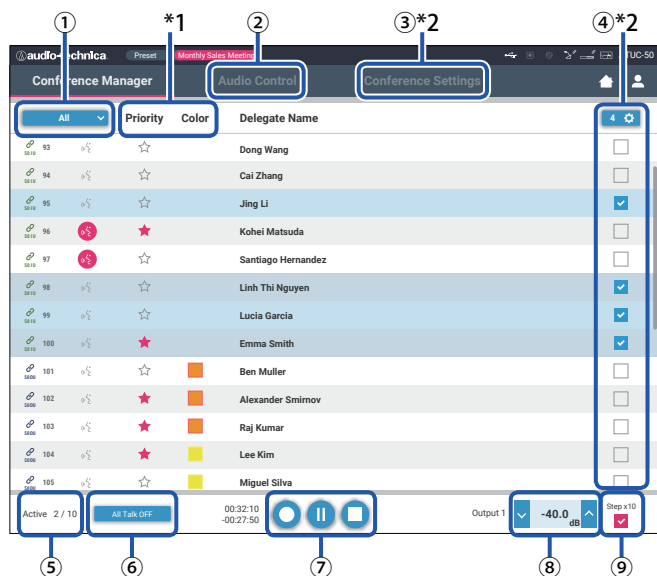 ① *1 ② ③*2 ④*2
audio-technica Preset Monthly Sales Meeting TUC-50
Conference Manager Audio Control Conference Settings
All Priority Color Delegate Name 4
93 Dong Wang
94 Cai Zhang
95 Jing Li
96 Kohei Matsuda
97 Santiago Hernandez
98 Linh Thi Nguyen
99 Lucia Garcia
100 Emma Smith
101 Ben Muller
102 Alexander Smirnov
103 Raj Kumar
104 Lee Kim
105 Miguel Silva
Active 2 / 10 All Talk OFF 00:32:10 Output 1 -40.0 dB Step x10
-00:27:50
⑤ ⑥ ⑦ ⑧ ⑨